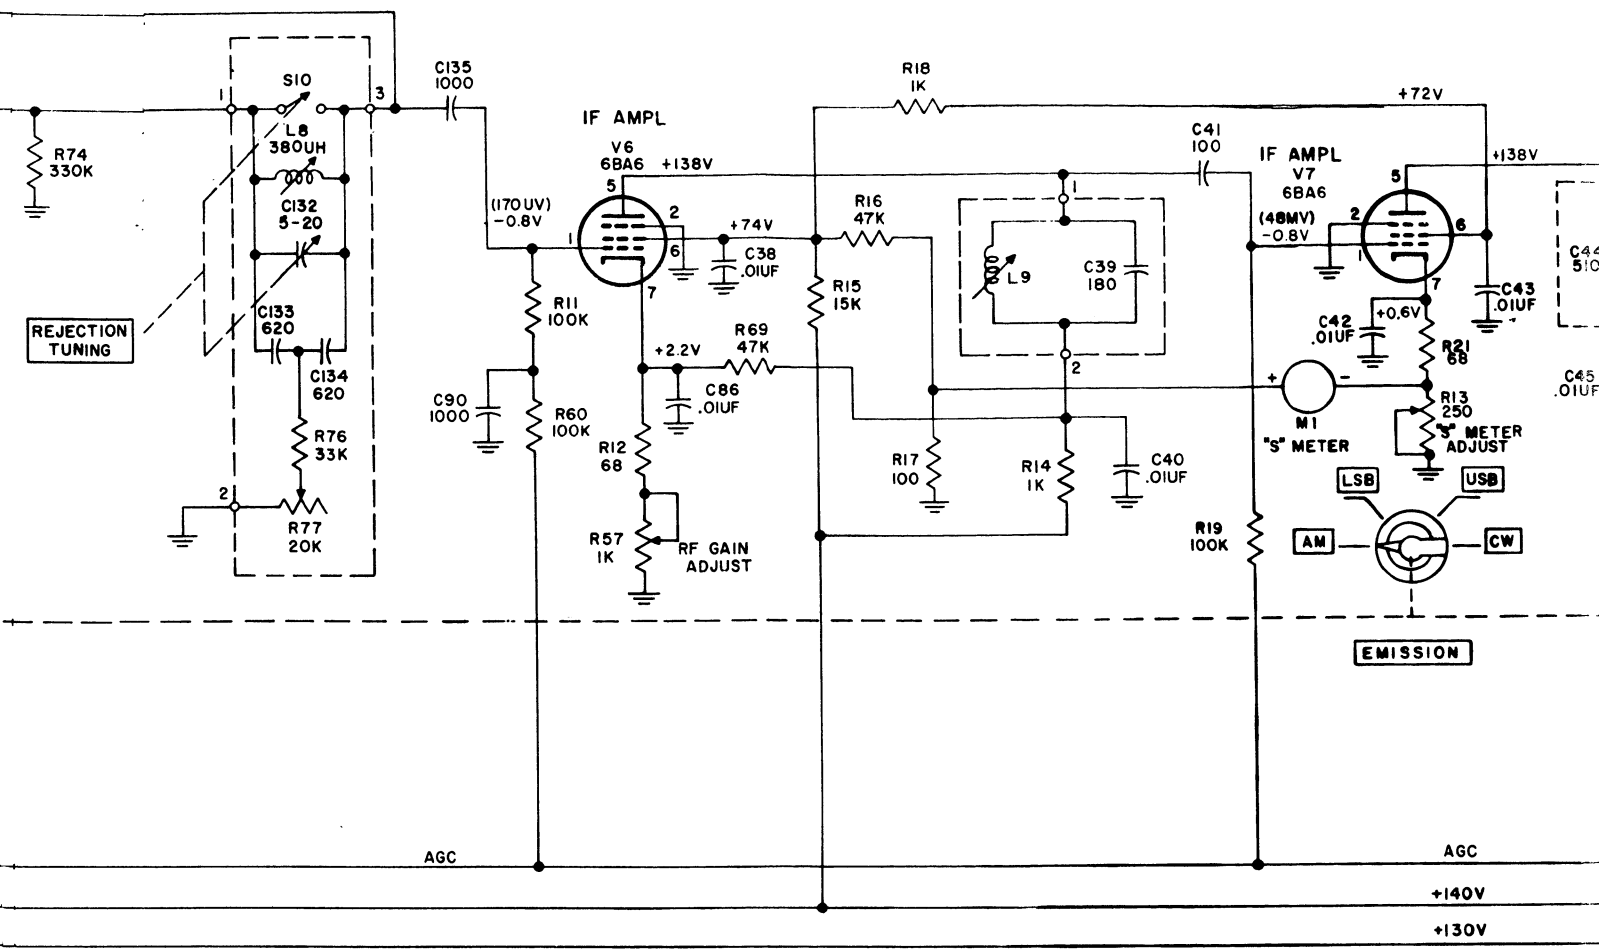 C135
1000
R18
1K
+72V
S10
1
3
L8
380UH
R74
330K
C132
5-20
C133
620
C134
620
REJECTION
TUNING
R76
33K
2
R77
20K
IF AMPL
V6
6BA6
+138V
5
2
6
1
7
(170UV)
-0.8V
+74V
C38
.01UF
R11
100K
C90
1000
R60
100K
+2.2V
R69
47K
C86
.01UF
R12
68
R57
1K
RF GAIN
ADJUST
R16
47K
R15
15K
R17
100
C41
100
1
L9
C39
180
2
R14
1K
C40
.01UF
IF AMPL
V7
6BA6
+138V
5
2
6
1
7
(48MV)
-0.8V
C44
510
C43
.01UF
C42
.01UF
+0.6V
R21
68
+
-
M1
"S" METER
R13
250
"S" METER
ADJUST
C45
.01UF
R19
100K
LSB
USB
AM
CW
EMISSION
AGC
AGC
+140V
+130V